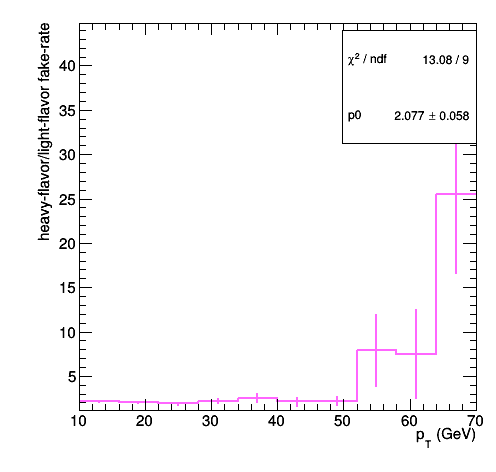 heavy-flavor/light-flavor fake-rate
χ² / ndf 13.08 / 9
p0 2.077 ± 0.058
40
35
30
25
20
15
10
5
10 20 30 40 50 60 70
p_T (GeV)